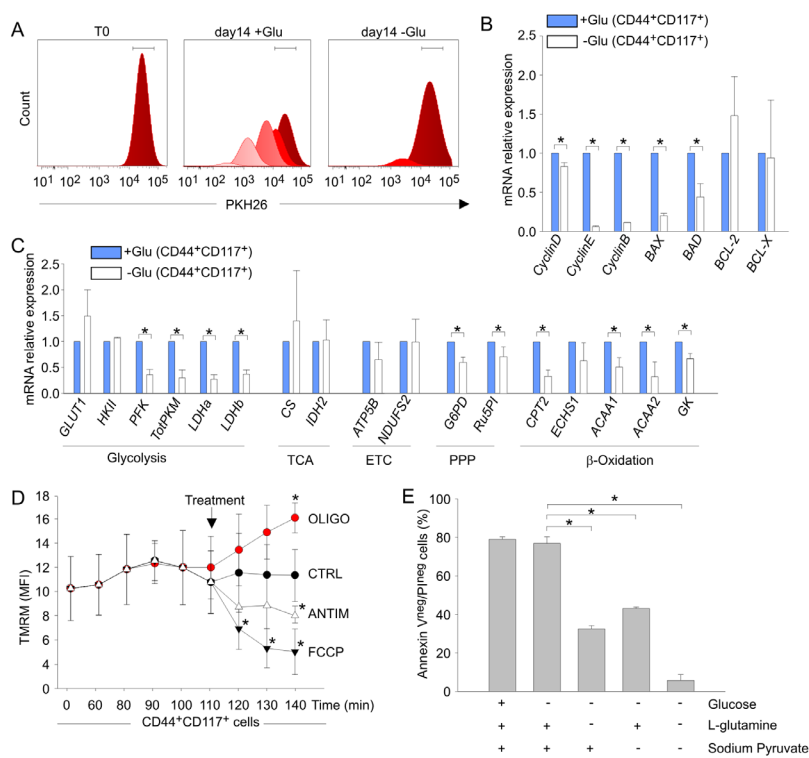 A
T0
day14 +Glu
day14 -Glu
Count
10¹ 10² 10³ 10⁴ 10⁵
10¹ 10² 10³ 10⁴ 10⁵
10¹ 10² 10³ 10⁴ 10⁵
PKH26
B
+Glu (CD44⁺CD117⁺)
-Glu (CD44⁺CD117⁺)
mRNA relative expression
2.5
2.0
1.5
1.0
0.5
0.0
* * * * *
CyclinD
CyclinE
CyclinB
BAX
BAD
BCL-2
BCL-X
C
+Glu (CD44⁺CD117⁺)
-Glu (CD44⁺CD117⁺)
mRNA relative expression
2.5
2.0
1.5
1.0
0.5
0.0
* * * * * * * * * *
GLUT1
HKII
PFK
TotPKM
LDHa
LDHb
CS
IDH2
ATP5B
NDUFS2
G6PD
Ru5PI
CPT2
ECHS1
ACAA1
ACAA2
GK
Glycolysis
TCA
ETC
PPP
β-Oxidation
D
TMRM (MFI)
18
16
14
12
10
8
6
4
2
0
Treatment
*
OLIGO
CTRL
ANTIM
*
* * *
FCCP
0 60 80 90 100 110 120 130 140 Time (min)
CD44⁺CD117⁺ cells
E
Annexin Vⁿᵉᵍ/PIⁿᵉᵍ cells (%)
100
80
60
40
20
0
*
*
*
+ - - - - Glucose
+ + - + - L-glutamine
+ + + - - Sodium Pyruvate